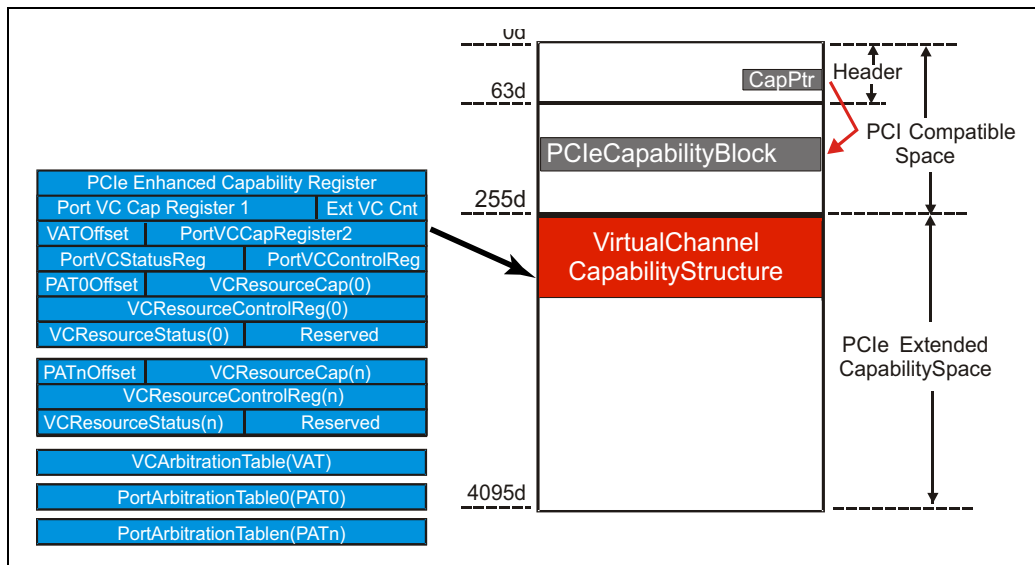 PCIe Enhanced Capability Register
Port VC Cap Register 1 Ext VC Cnt
VATOffset PortVCCapRegister2
PortVCStatusReg PortVCControlReg
PAT0Offset VCResourceCap(0)
VCResourceControlReg(0)
VCResourceStatus(0) Reserved
PATnOffset VCResourceCap(n)
VCResourceControlReg(n)
VCResourceStatus(n) Reserved
VCArbitrationTable(VAT)
PortArbitrationTable0(PAT0)
PortArbitrationTablen(PATn)
0d
63d
255d
4095d
CapPtr
PCIeCapabilityBlock
VirtualChannel
CapabilityStructure
Header
PCI Compatible
Space
PCIe Extended
CapabilitySpace